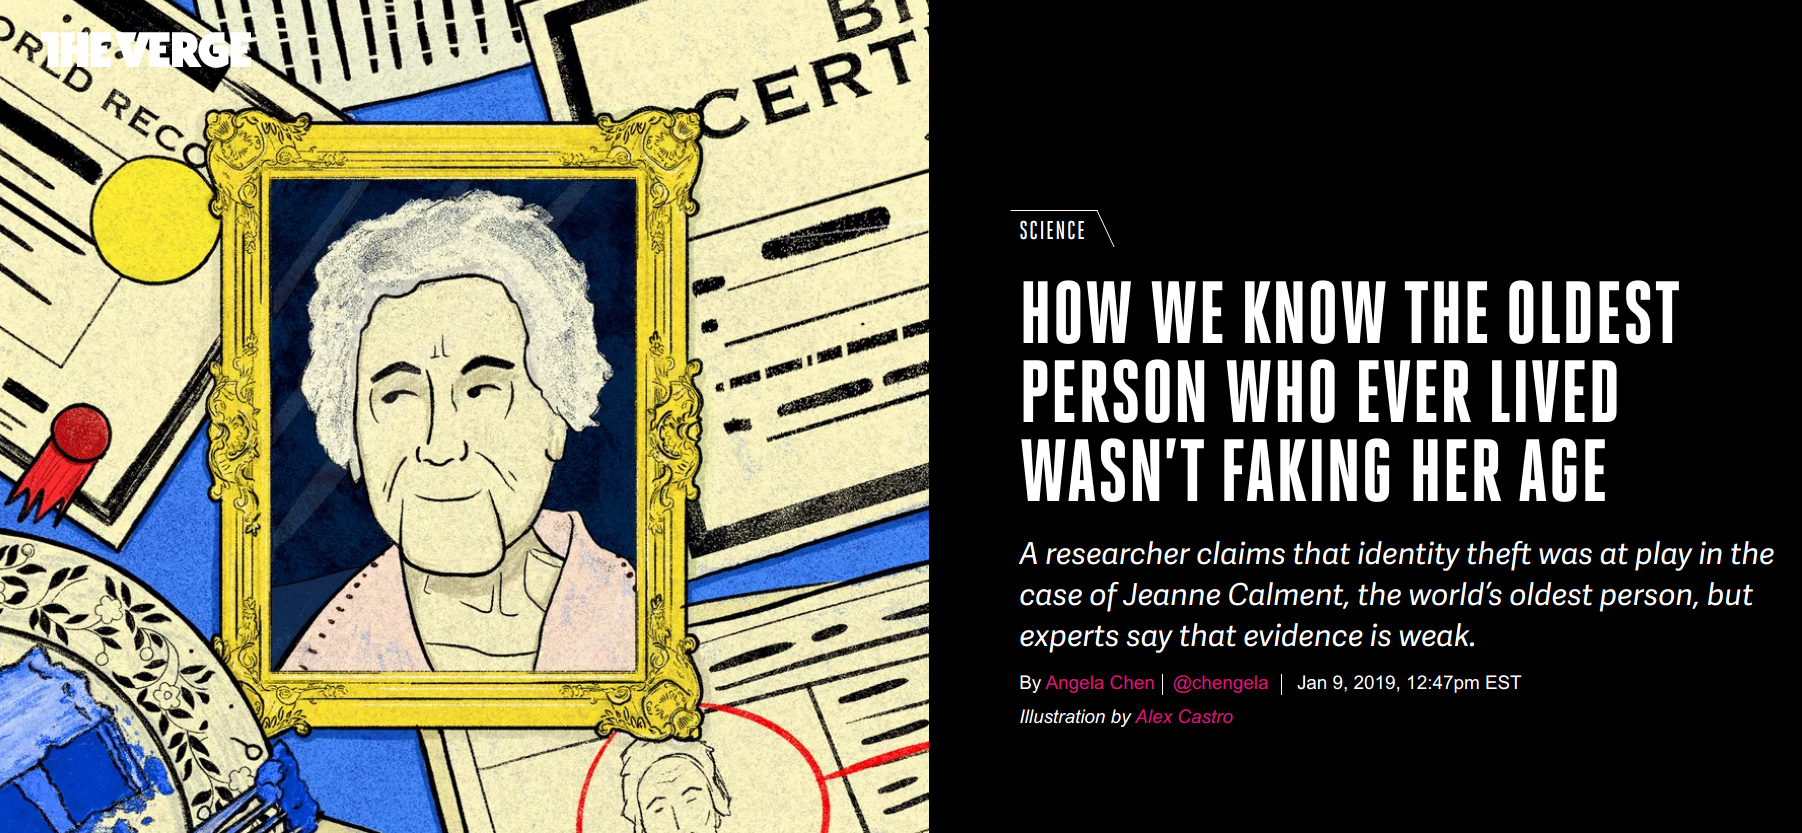 THE VERGE
ORLD RECO
BI
CERT
SCIENCE
HOW WE KNOW THE OLDEST
PERSON WHO EVER LIVED
WASN'T FAKING HER AGE
A researcher claims that identity theft was at play in the
case of Jeanne Calment, the world's oldest person, but
experts say that evidence is weak.
By Angela Chen | @chengela | Jan 9, 2019, 12:47pm EST
Illustration by Alex Castro